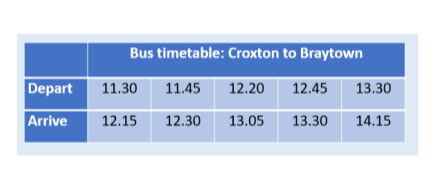 Bus timetable: Croxton to Braytown
Depart 11.30 11.45 12.20 12.45 13.30
Arrive 12.15 12.30 13.05 13.30 14.15